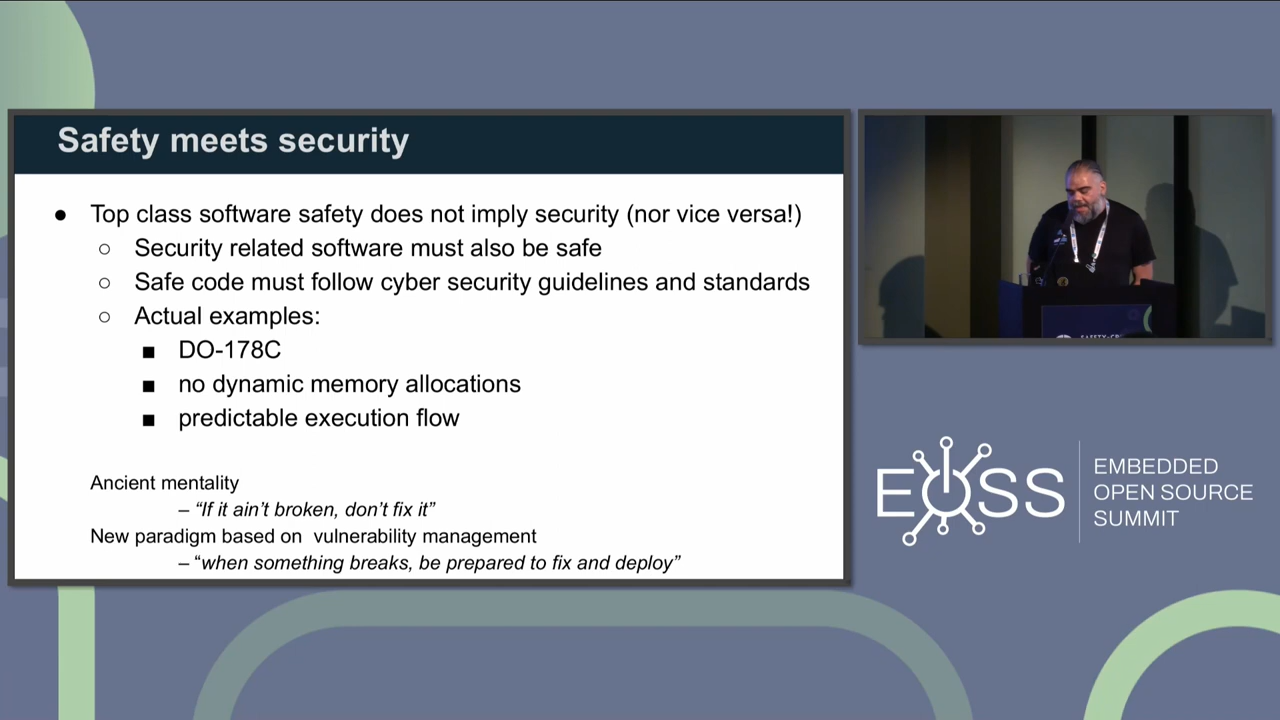 Safety meets security
● Top class software safety does not imply security (nor vice versa!)
○ Security related software must also be safe
○ Safe code must follow cyber security guidelines and standards
○ Actual examples:
■ DO-178C
■ no dynamic memory allocations
■ predictable execution flow
Ancient mentality
– “If it ain’t broken, don’t fix it”
New paradigm based on  vulnerability management
– “when something breaks, be prepared to fix and deploy”
EOSS
EMBEDDED
OPEN SOURCE
SUMMIT